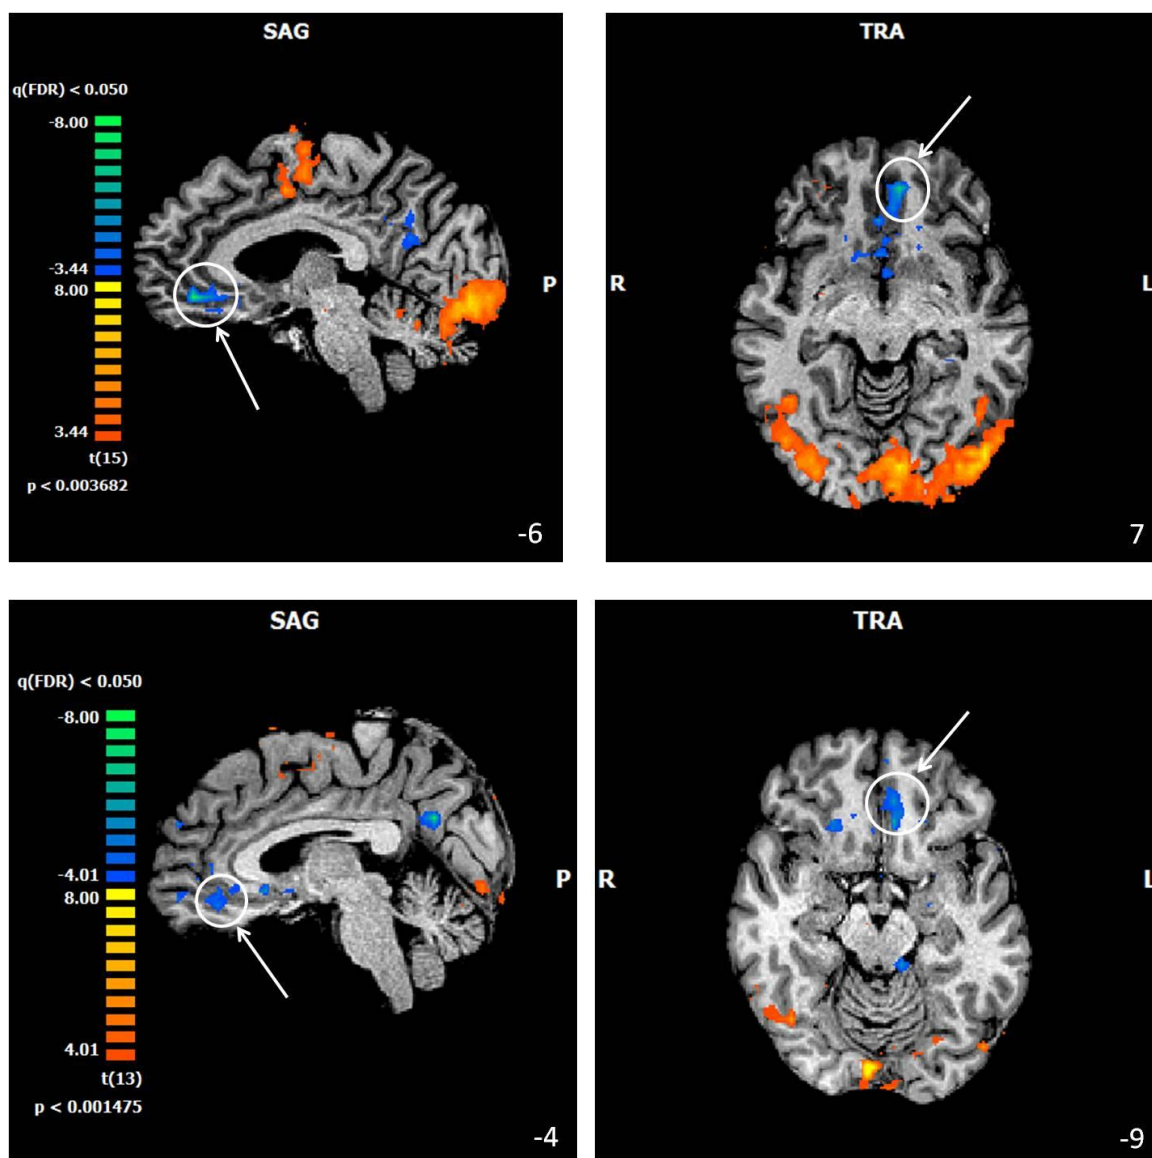 SAG
q(FDR) < 0.050
-8.00
-3.44
8.00
3.44
t(15)
p < 0.003682
P
-6
TRA
R
L
7
SAG
q(FDR) < 0.050
-8.00
-4.01
8.00
4.01
t(13)
p < 0.001475
P
-4
TRA
R
L
-9